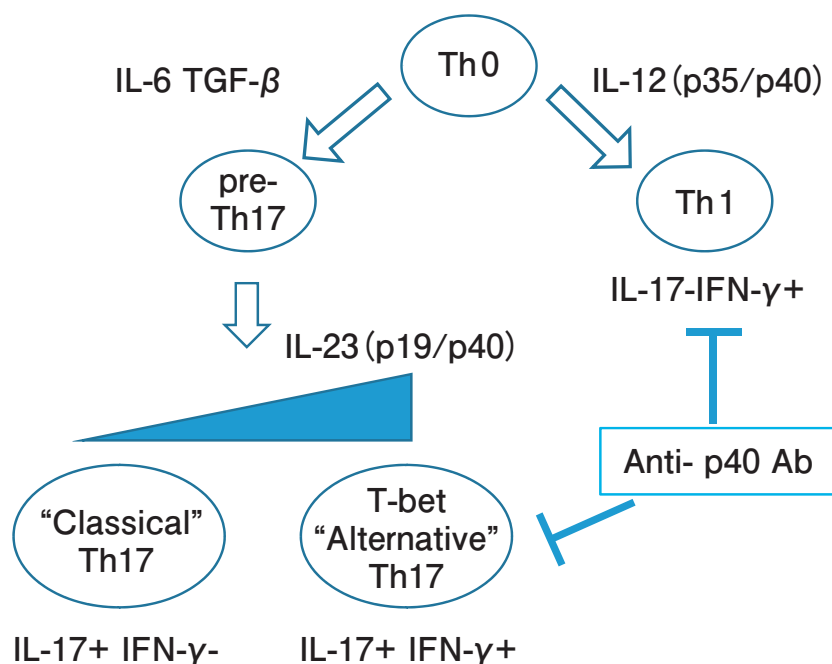 Th0
IL-6 TGF-β
IL-12(p35/p40)
pre-
Th17
Th1
IL-17-IFN-γ+
IL-23(p19/p40)
Anti- p40 Ab
“Classical”
Th17
T-bet
“Alternative”
Th17
IL-17+ IFN-γ-
IL-17+ IFN-γ+